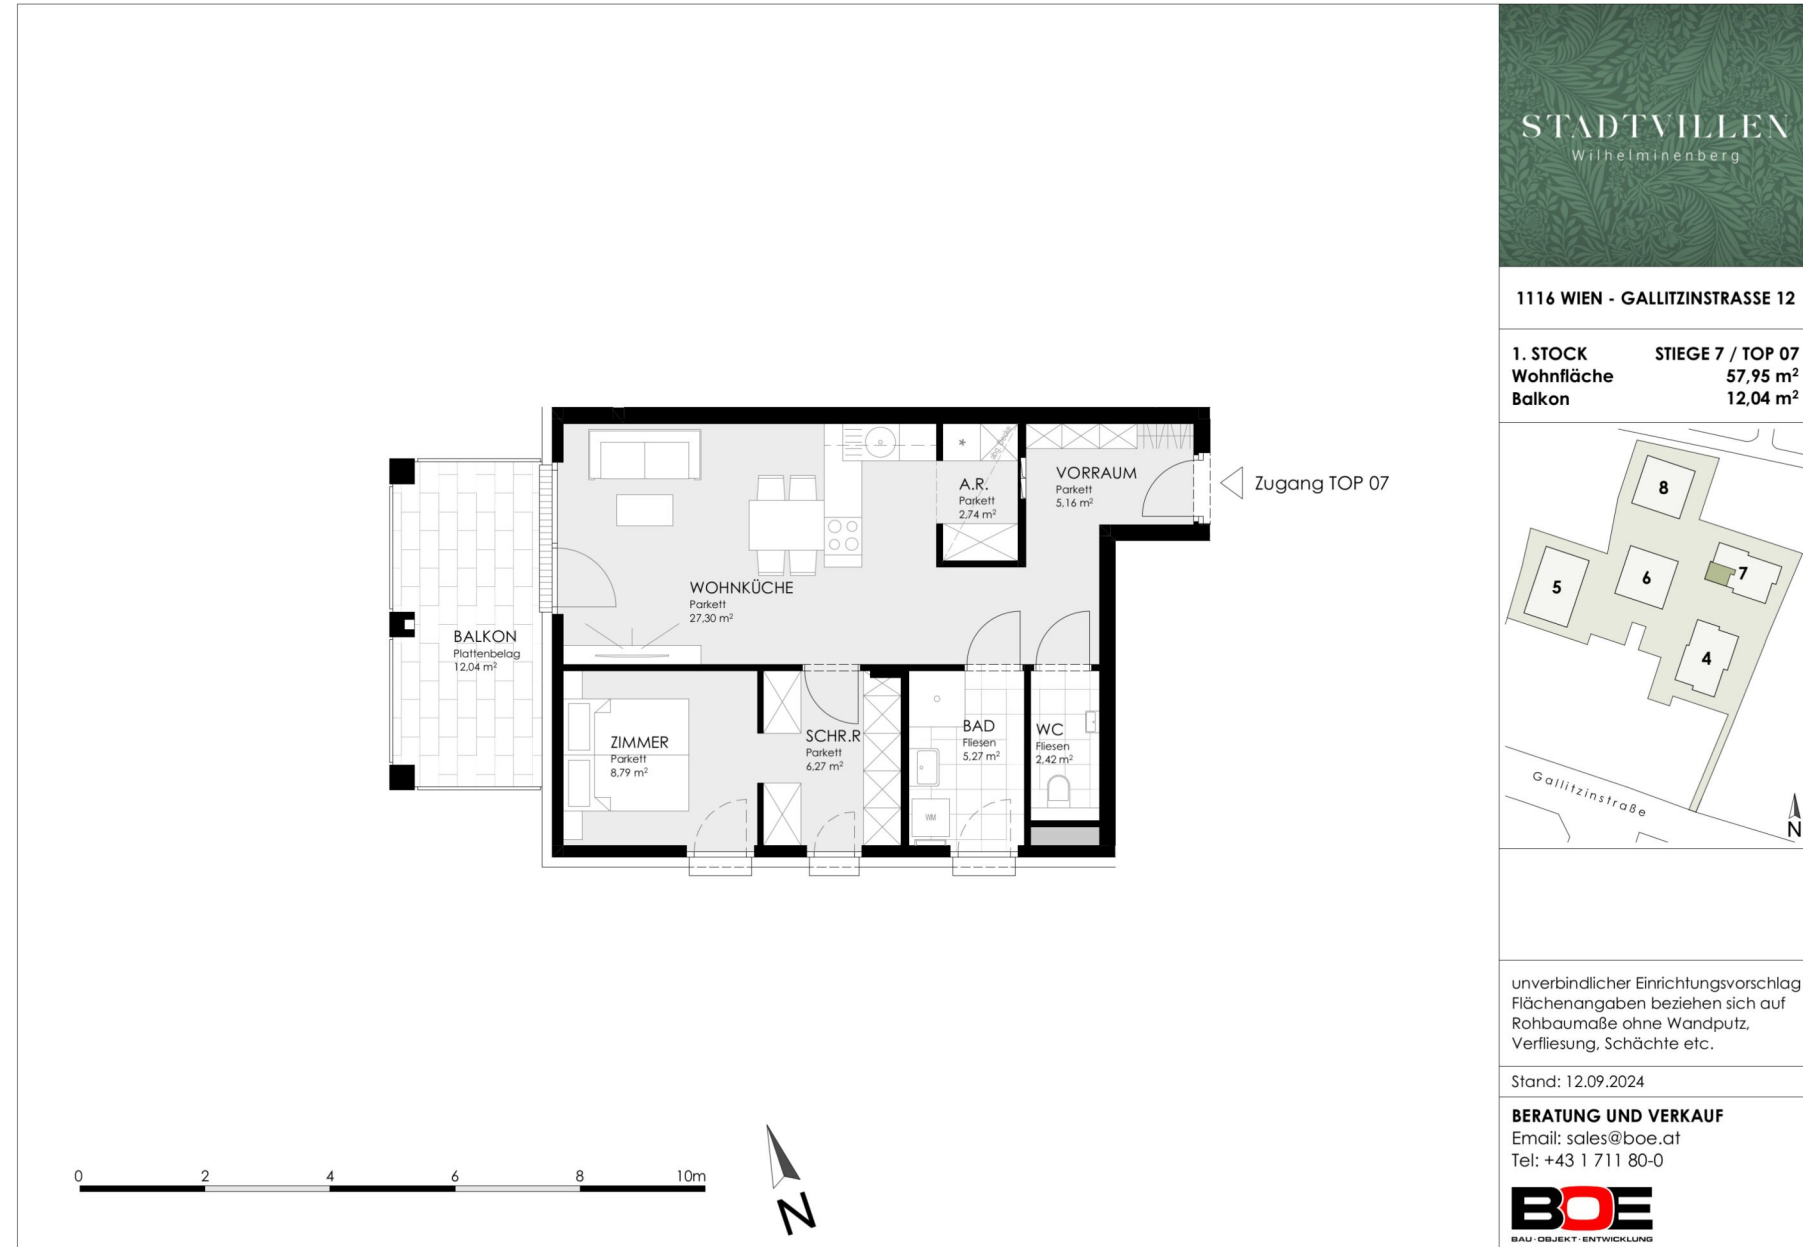 STADTVILLEN
Wilhelminenberg
1116 WIEN - GALLITZINSTRASSE 12
1. STOCK STIEGE 7 / TOP 07
Wohnfläche 57,95 m²
Balkon 12,04 m²
8
7
6
5
4
Gallitzinstraße
N
unverbindlicher Einrichtungsvorschlag
Flächenangaben beziehen sich auf
Rohbaumaße ohne Wandputz,
Verfliesung, Schächte etc.
Stand: 12.09.2024
BERATUNG UND VERKAUF
Email: sales@boe.at
Tel: +43 1 711 80-0
BOE
BAU·OBJEKT·ENTWICKLUNG
Zugang TOP 07
VORRAUM
Parkett
5,16 m²
abg. Decke
*
A.R.
Parkett
2,74 m²
WOHNKÜCHE
Parkett
27,30 m²
BALKON
Plattenbelag
12,04 m²
ZIMMER
Parkett
8,79 m²
SCHR.R
Parkett
6,27 m²
BAD
Fliesen
5,27 m²
WM
WC
Fliesen
2,42 m²
0 2 4 6 8 10m
N